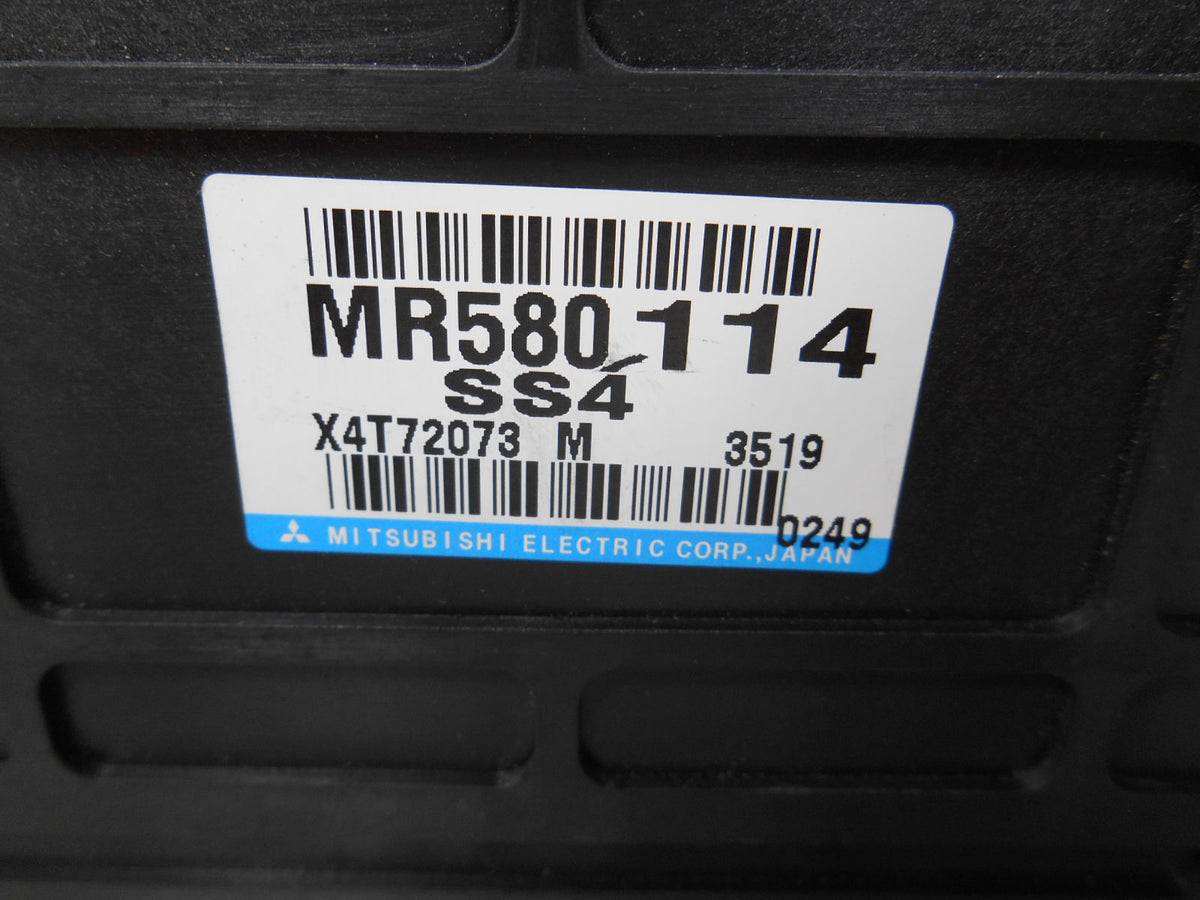 MR580114
SS4
X4T72073 M 3519
0249
MITSUBISHI ELECTRIC CORP.,JAPAN